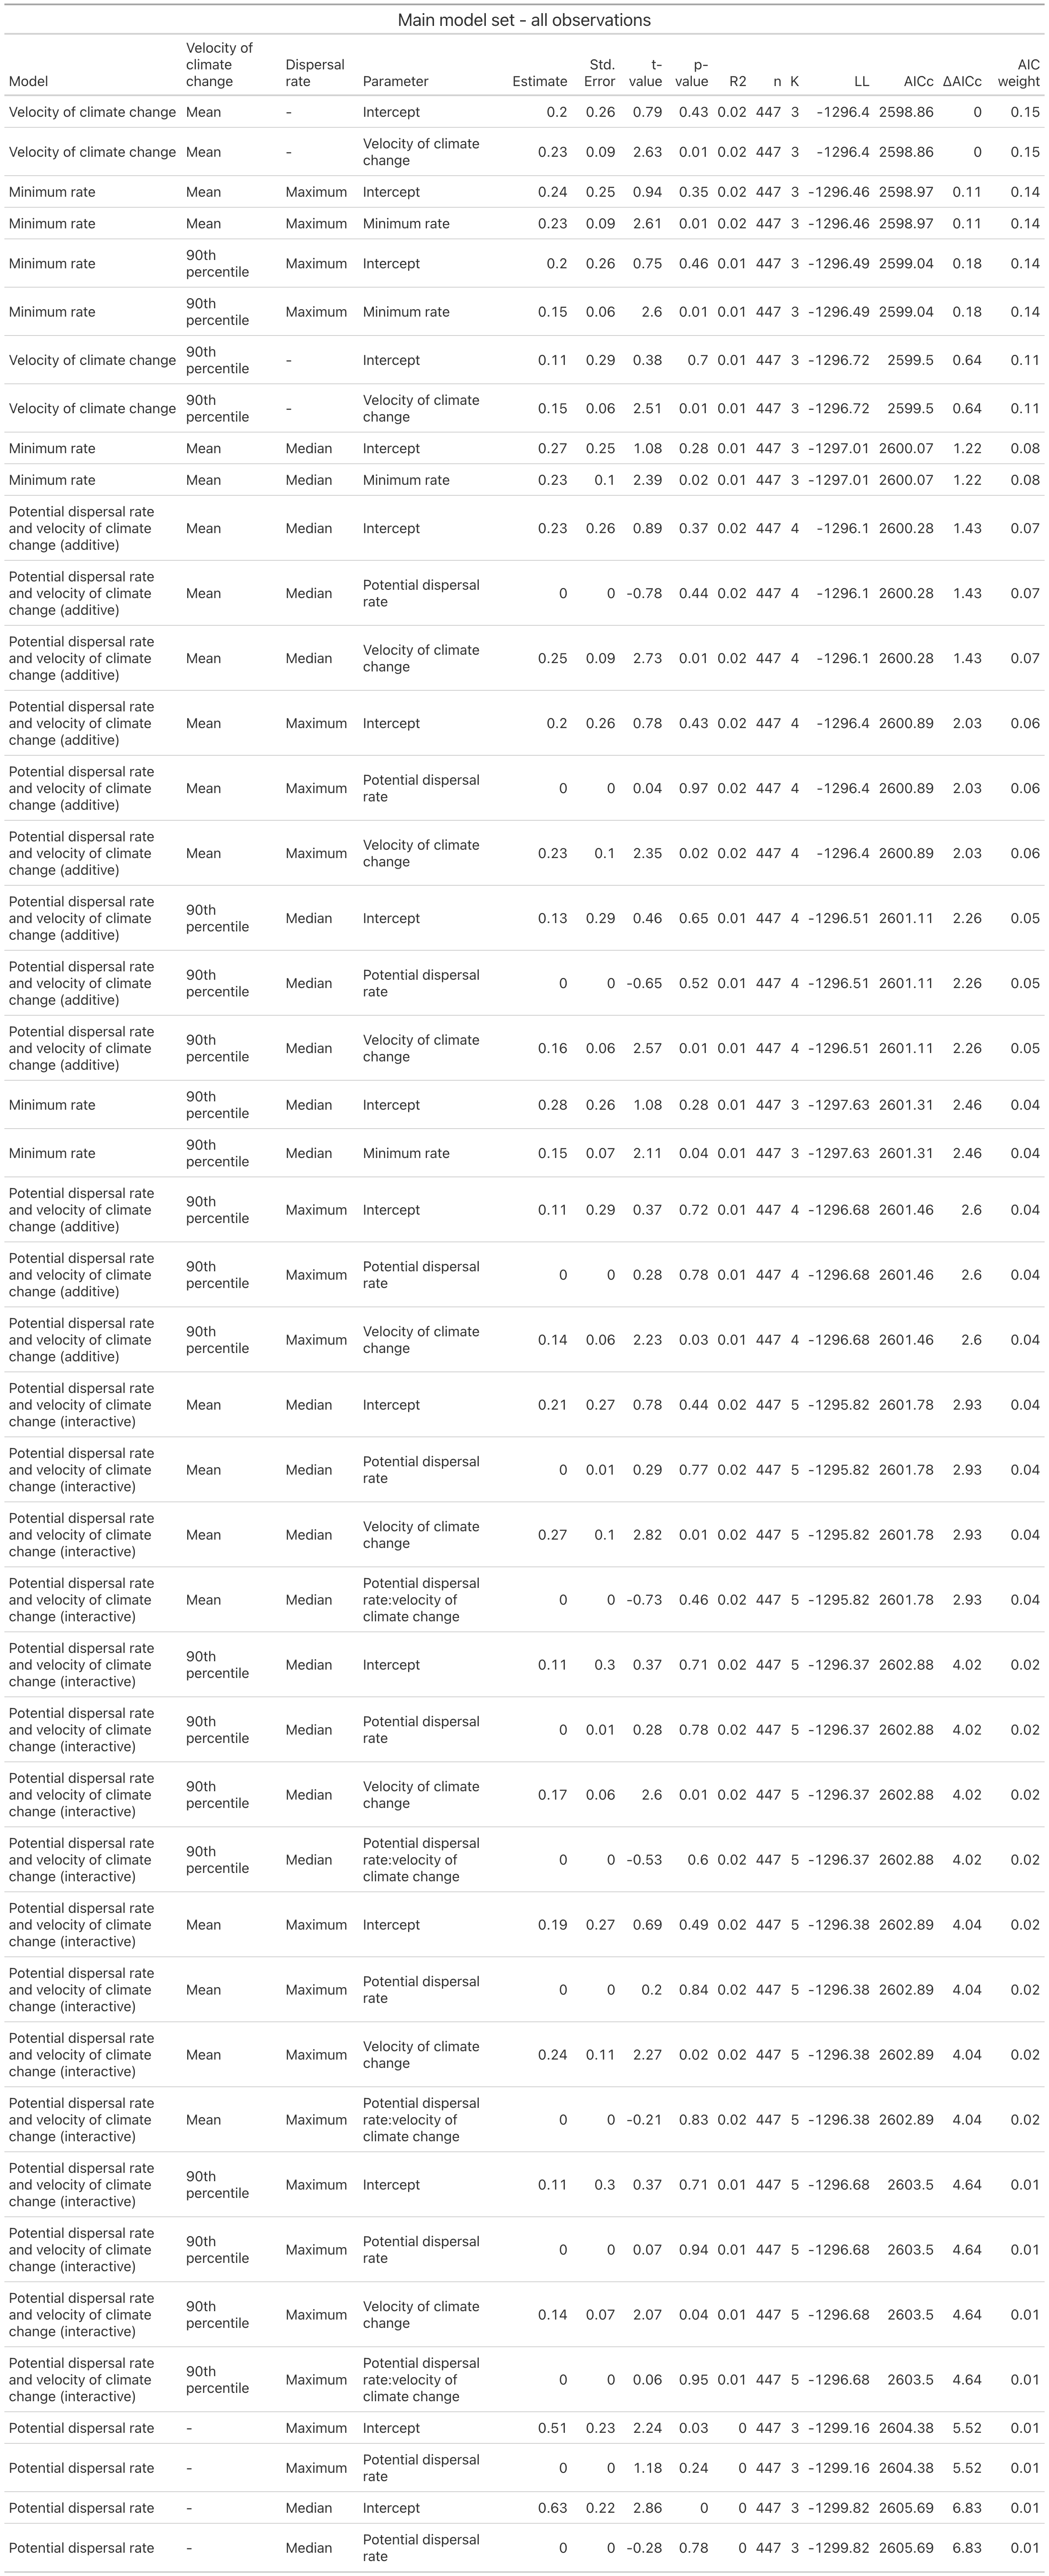 Main model set - all observations
Model Velocity of climate change Dispersal rate Parameter Estimate Std. Error t-value p-value R2 n K LL AICc ΔAICc AIC weight
Velocity of climate change Mean - Intercept 0.2 0.26 0.79 0.43 0.02 447 3 -1296.4 2598.86 0 0.15
Velocity of climate change Mean - Velocity of climate change 0.23 0.09 2.63 0.01 0.02 447 3 -1296.4 2598.86 0 0.15
Minimum rate Mean Maximum Intercept 0.24 0.25 0.94 0.35 0.02 447 3 -1296.46 2598.97 0.11 0.14
Minimum rate Mean Maximum Minimum rate 0.23 0.09 2.61 0.01 0.02 447 3 -1296.46 2598.97 0.11 0.14
Minimum rate 90th percentile Maximum Intercept 0.2 0.26 0.75 0.46 0.01 447 3 -1296.49 2599.04 0.18 0.14
Minimum rate 90th percentile Maximum Minimum rate 0.15 0.06 2.6 0.01 0.01 447 3 -1296.49 2599.04 0.18 0.14
Velocity of climate change 90th percentile - Intercept 0.11 0.29 0.38 0.7 0.01 447 3 -1296.72 2599.5 0.64 0.11
Velocity of climate change 90th percentile - Velocity of climate change 0.15 0.06 2.51 0.01 0.01 447 3 -1296.72 2599.5 0.64 0.11
Minimum rate Mean Median Intercept 0.27 0.25 1.08 0.28 0.01 447 3 -1297.01 2600.07 1.22 0.08
Minimum rate Mean Median Minimum rate 0.23 0.1 2.39 0.02 0.01 447 3 -1297.01 2600.07 1.22 0.08
Potential dispersal rate and velocity of climate change (additive) Mean Median Intercept 0.23 0.26 0.89 0.37 0.02 447 4 -1296.1 2600.28 1.43 0.07
Potential dispersal rate and velocity of climate change (additive) Mean Median Potential dispersal rate 0 0 -0.78 0.44 0.02 447 4 -1296.1 2600.28 1.43 0.07
Potential dispersal rate and velocity of climate change (additive) Mean Median Velocity of climate change 0.25 0.09 2.73 0.01 0.02 447 4 -1296.1 2600.28 1.43 0.07
Potential dispersal rate and velocity of climate change (additive) Mean Maximum Intercept 0.2 0.26 0.78 0.43 0.02 447 4 -1296.4 2600.89 2.03 0.06
Potential dispersal rate and velocity of climate change (additive) Mean Maximum Potential dispersal rate 0 0 0.04 0.97 0.02 447 4 -1296.4 2600.89 2.03 0.06
Potential dispersal rate and velocity of climate change (additive) Mean Maximum Velocity of climate change 0.23 0.1 2.35 0.02 0.02 447 4 -1296.4 2600.89 2.03 0.06
Potential dispersal rate and velocity of climate change (additive) 90th percentile Median Intercept 0.13 0.29 0.46 0.65 0.01 447 4 -1296.51 2601.11 2.26 0.05
Potential dispersal rate and velocity of climate change (additive) 90th percentile Median Potential dispersal rate 0 0 -0.65 0.52 0.01 447 4 -1296.51 2601.11 2.26 0.05
Potential dispersal rate and velocity of climate change (additive) 90th percentile Median Velocity of climate change 0.16 0.06 2.57 0.01 0.01 447 4 -1296.51 2601.11 2.26 0.05
Minimum rate 90th percentile Median Intercept 0.28 0.26 1.08 0.28 0.01 447 3 -1297.63 2601.31 2.46 0.04
Minimum rate 90th percentile Median Minimum rate 0.15 0.07 2.11 0.04 0.01 447 3 -1297.63 2601.31 2.46 0.04
Potential dispersal rate and velocity of climate change (additive) 90th percentile Maximum Intercept 0.11 0.29 0.37 0.72 0.01 447 4 -1296.68 2601.46 2.6 0.04
Potential dispersal rate and velocity of climate change (additive) 90th percentile Maximum Potential dispersal rate 0 0 0.28 0.78 0.01 447 4 -1296.68 2601.46 2.6 0.04
Potential dispersal rate and velocity of climate change (additive) 90th percentile Maximum Velocity of climate change 0.14 0.06 2.23 0.03 0.01 447 4 -1296.68 2601.46 2.6 0.04
Potential dispersal rate and velocity of climate change (interactive) Mean Median Intercept 0.21 0.27 0.78 0.44 0.02 447 5 -1295.82 2601.78 2.93 0.04
Potential dispersal rate and velocity of climate change (interactive) Mean Median Potential dispersal rate 0 0.01 0.29 0.77 0.02 447 5 -1295.82 2601.78 2.93 0.04
Potential dispersal rate and velocity of climate change (interactive) Mean Median Velocity of climate change 0.27 0.1 2.82 0.01 0.02 447 5 -1295.82 2601.78 2.93 0.04
Potential dispersal rate and velocity of climate change (interactive) Mean Median Potential dispersal rate:velocity of climate change 0 0 -0.73 0.46 0.02 447 5 -1295.82 2601.78 2.93 0.04
Potential dispersal rate and velocity of climate change (interactive) 90th percentile Median Intercept 0.11 0.3 0.37 0.71 0.02 447 5 -1296.37 2602.88 4.02 0.02
Potential dispersal rate and velocity of climate change (interactive) 90th percentile Median Potential dispersal rate 0 0.01 0.28 0.78 0.02 447 5 -1296.37 2602.88 4.02 0.02
Potential dispersal rate and velocity of climate change (interactive) 90th percentile Median Velocity of climate change 0.17 0.06 2.6 0.01 0.02 447 5 -1296.37 2602.88 4.02 0.02
Potential dispersal rate and velocity of climate change (interactive) 90th percentile Median Potential dispersal rate:velocity of climate change 0 0 -0.53 0.6 0.02 447 5 -1296.37 2602.88 4.02 0.02
Potential dispersal rate and velocity of climate change (interactive) Mean Maximum Intercept 0.19 0.27 0.69 0.49 0.02 447 5 -1296.38 2602.89 4.04 0.02
Potential dispersal rate and velocity of climate change (interactive) Mean Maximum Potential dispersal rate 0 0 0.2 0.84 0.02 447 5 -1296.38 2602.89 4.04 0.02
Potential dispersal rate and velocity of climate change (interactive) Mean Maximum Velocity of climate change 0.24 0.11 2.27 0.02 0.02 447 5 -1296.38 2602.89 4.04 0.02
Potential dispersal rate and velocity of climate change (interactive) Mean Maximum Potential dispersal rate:velocity of climate change 0 0 -0.21 0.83 0.02 447 5 -1296.38 2602.89 4.04 0.02
Potential dispersal rate and velocity of climate change (interactive) 90th percentile Maximum Intercept 0.11 0.3 0.37 0.71 0.01 447 5 -1296.68 2603.5 4.64 0.01
Potential dispersal rate and velocity of climate change (interactive) 90th percentile Maximum Potential dispersal rate 0 0 0.07 0.94 0.01 447 5 -1296.68 2603.5 4.64 0.01
Potential dispersal rate and velocity of climate change (interactive) 90th percentile Maximum Velocity of climate change 0.14 0.07 2.07 0.04 0.01 447 5 -1296.68 2603.5 4.64 0.01
Potential dispersal rate and velocity of climate change (interactive) 90th percentile Maximum Potential dispersal rate:velocity of climate change 0 0 0.06 0.95 0.01 447 5 -1296.68 2603.5 4.64 0.01
Potential dispersal rate - Maximum Intercept 0.51 0.23 2.24 0.03 0 447 3 -1299.16 2604.38 5.52 0.01
Potential dispersal rate - Maximum Potential dispersal rate 0 0 1.18 0.24 0 447 3 -1299.16 2604.38 5.52 0.01
Potential dispersal rate - Median Intercept 0.63 0.22 2.86 0 0 447 3 -1299.82 2605.69 6.83 0.01
Potential dispersal rate - Median Potential dispersal rate 0 0 -0.28 0.78 0 447 3 -1299.82 2605.69 6.83 0.01